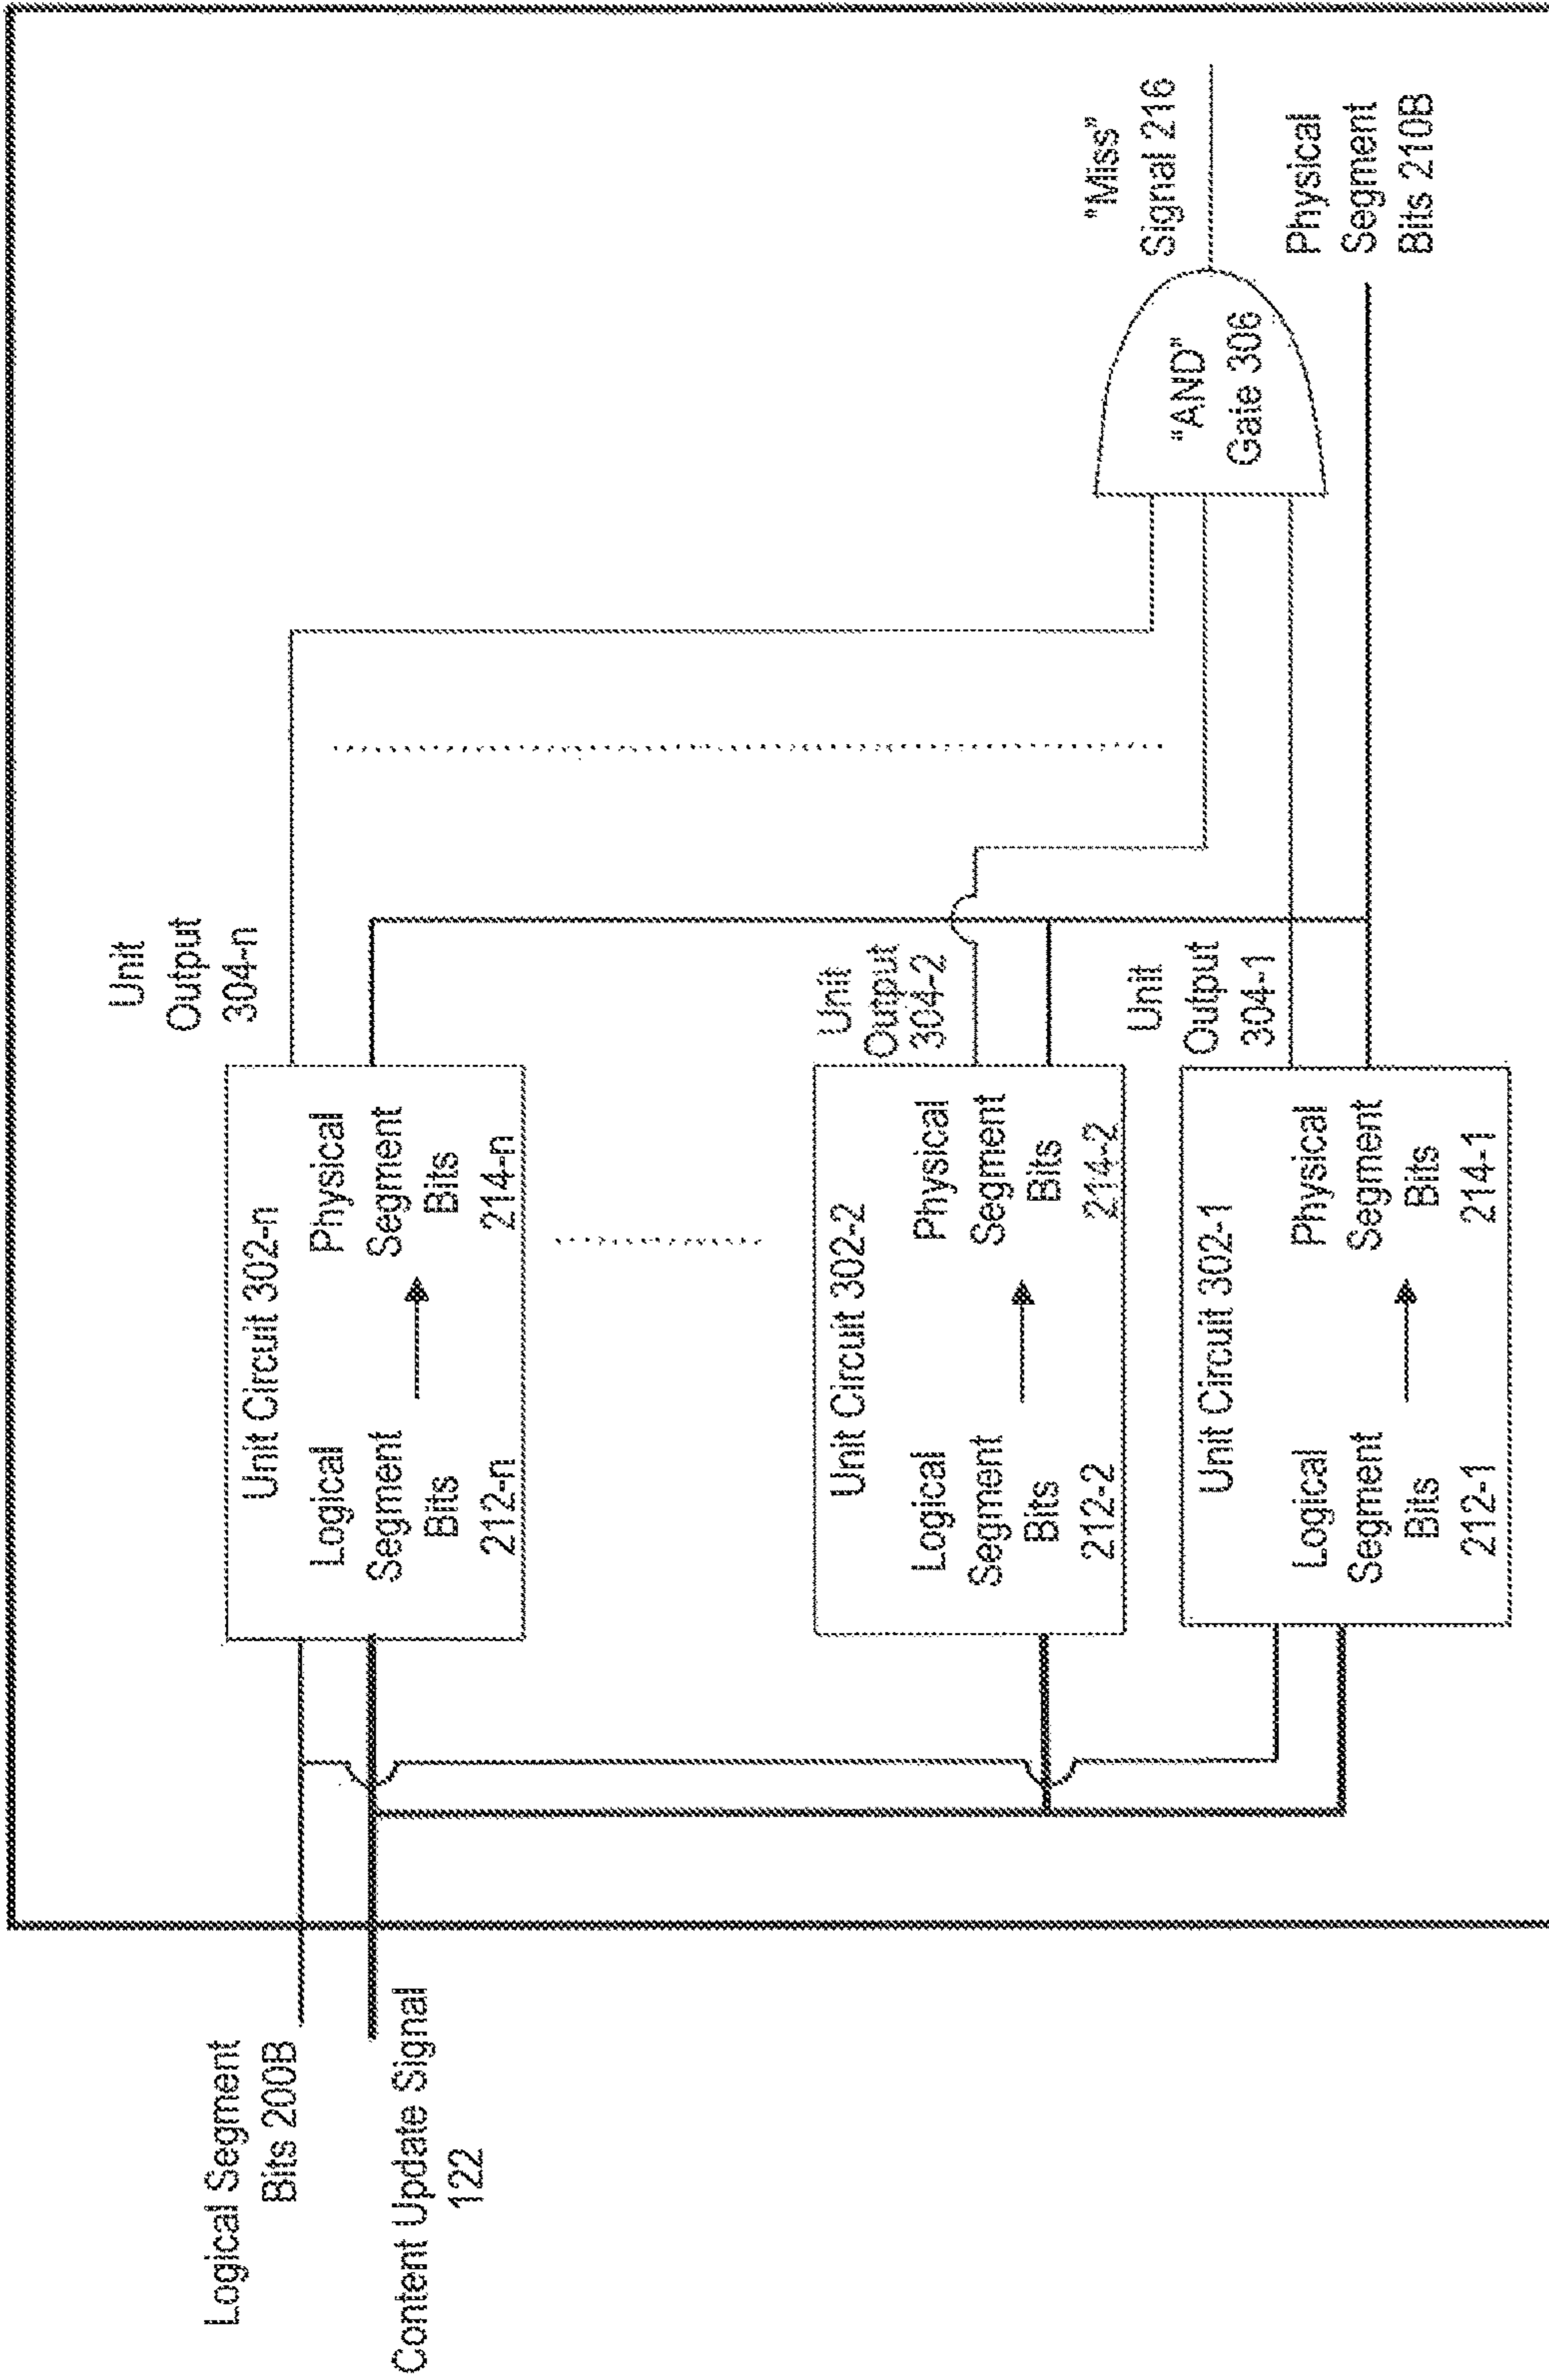 Logical Segment
Bits 200B
Content Update Signal
122
Unit Circuit 302-n
Logical
Segment
Bits
212-n
Physical
Segment
Bits
214-n
Unit
Output
304-n
Unit Circuit 302-2
Logical
Segment
Bits
212-2
Physical
Segment
Bits
214-2
Unit
Output
304-2
Unit Circuit 302-1
Logical
Segment
Bits
212-1
Physical
Segment
Bits
214-1
Unit
Output
304-1
"AND"
Gate 306
"Miss"
Signal 216
Physical
Segment
Bits 210B